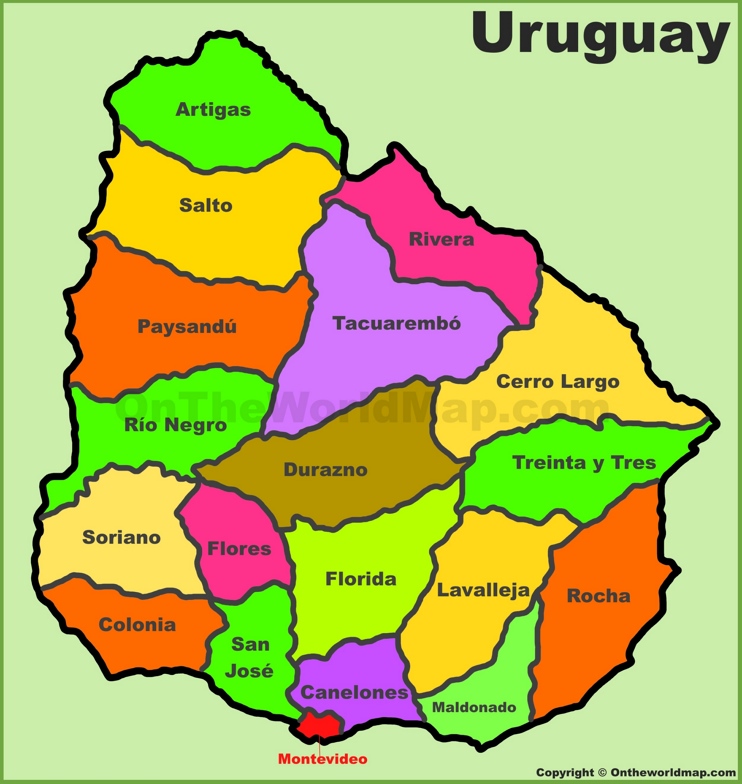 Uruguay
Artigas
Salto
Rivera
Paysandú
Tacuarembó
Cerro Largo
OnTheWorldMap.com
Río Negro
Durazno
Treinta y Tres
Soriano
Flores
Florida
Lavalleja
Rocha
Colonia
San
José
Canelones
Maldonado
Montevideo
Copyright © Ontheworldmap.com